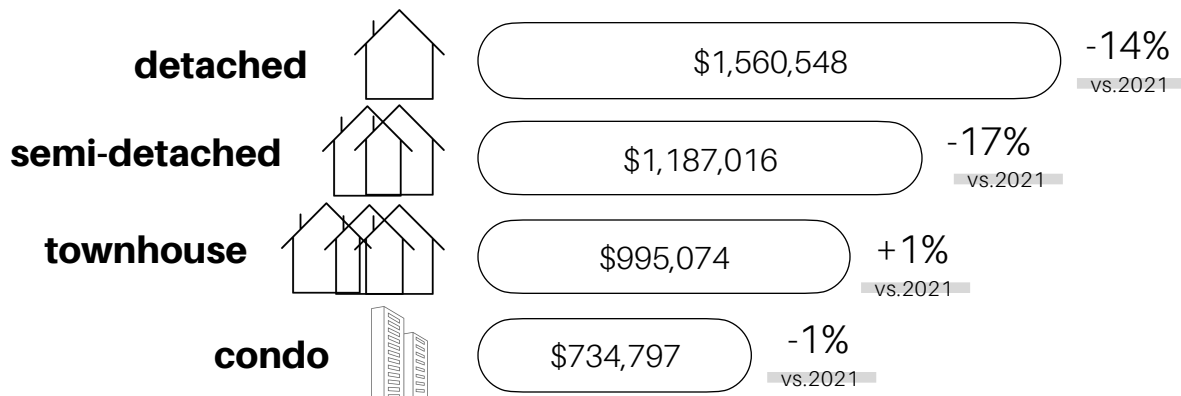 detached
$1,560,548
-14%
vs.2021
semi-detached
$1,187,016
-17%
vs.2021
townhouse
$995,074
+1%
vs.2021
condo
$734,797
-1%
vs.2021